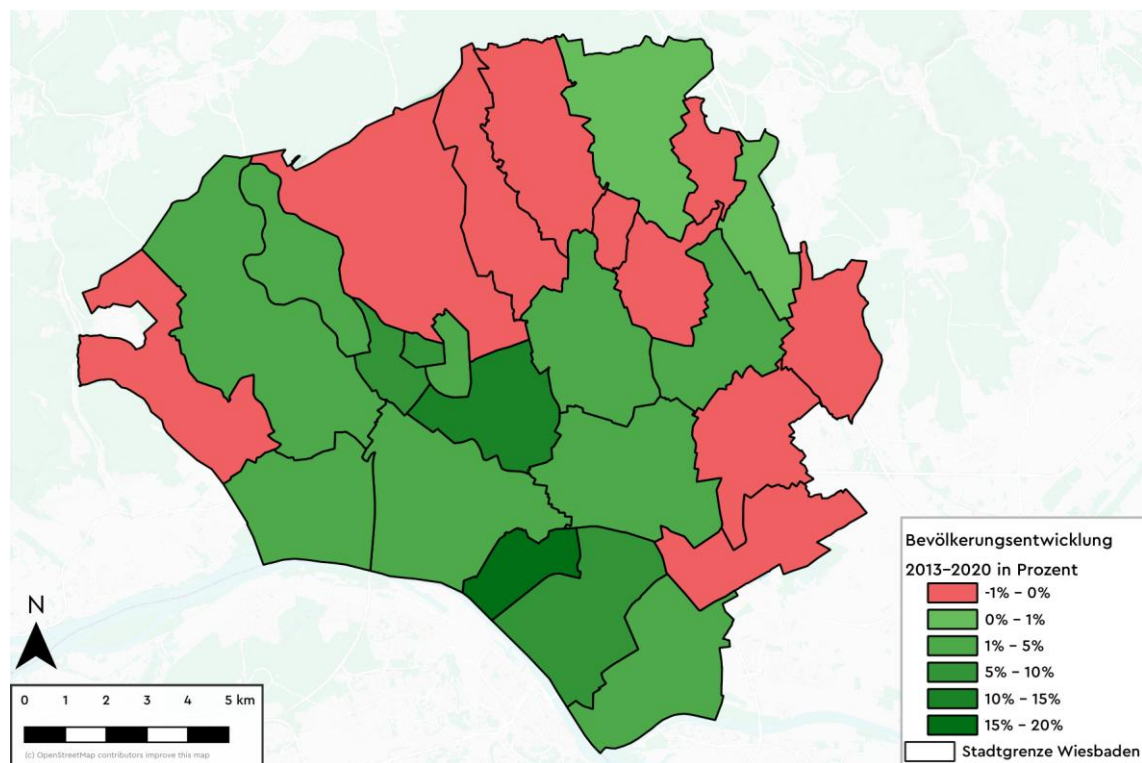 N
0 1 2 3 4 5 km
(c) OpenStreetMap contributors improve this map
Bevölkerungsentwicklung
2013–2020 in Prozent
-1% – 0%
0% – 1%
1% – 5%
5% – 10%
10% – 15%
15% – 20%
Stadtgrenze Wiesbaden